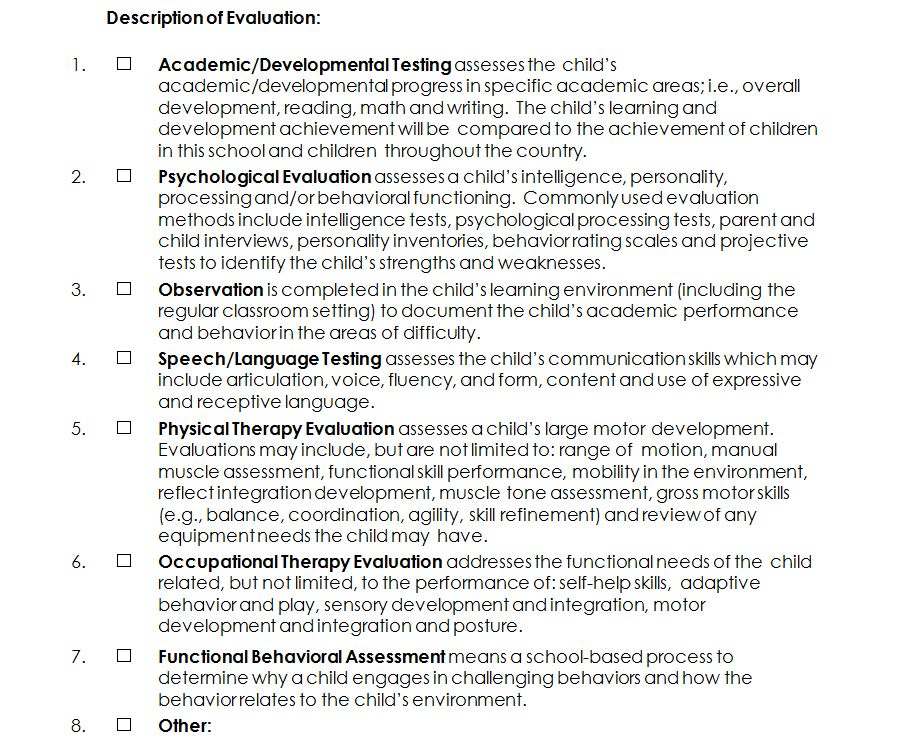 Description of Evaluation:
1. ☐ Academic/Developmental Testing assesses the child's
academic/developmental progress in specific academic areas; i.e., overall
development, reading, math and writing. The child's learning and
development achievement will be compared to the achievement of children
in this school and children throughout the country.
2. ☐ Psychological Evaluation assesses a child's intelligence, personality,
processing and/or behavioral functioning. Commonly used evaluation
methods include intelligence tests, psychological processing tests, parent and
child interviews, personality inventories, behavior rating scales and projective
tests to identify the child's strengths and weaknesses.
3. ☐ Observation is completed in the child's learning environment (including the
regular classroom setting) to document the child's academic performance
and behavior in the areas of difficulty.
4. ☐ Speech/Language Testing assesses the child's communication skills which may
include articulation, voice, fluency, and form, content and use of expressive
and receptive language.
5. ☐ Physical Therapy Evaluation assesses a child's large motor development.
Evaluations may include, but are not limited to: range of motion, manual
muscle assessment, functional skill performance, mobility in the environment,
reflect integration development, muscle tone assessment, gross motor skills
(e.g., balance, coordination, agility, skill refinement) and review of any
equipment needs the child may have.
6. ☐ Occupational Therapy Evaluation addresses the functional needs of the child
related, but not limited, to the performance of: self-help skills, adaptive
behavior and play, sensory development and integration, motor
development and integration and posture.
7. ☐ Functional Behavioral Assessment means a school-based process to
determine why a child engages in challenging behaviors and how the
behavior relates to the child's environment.
8. ☐ Other: